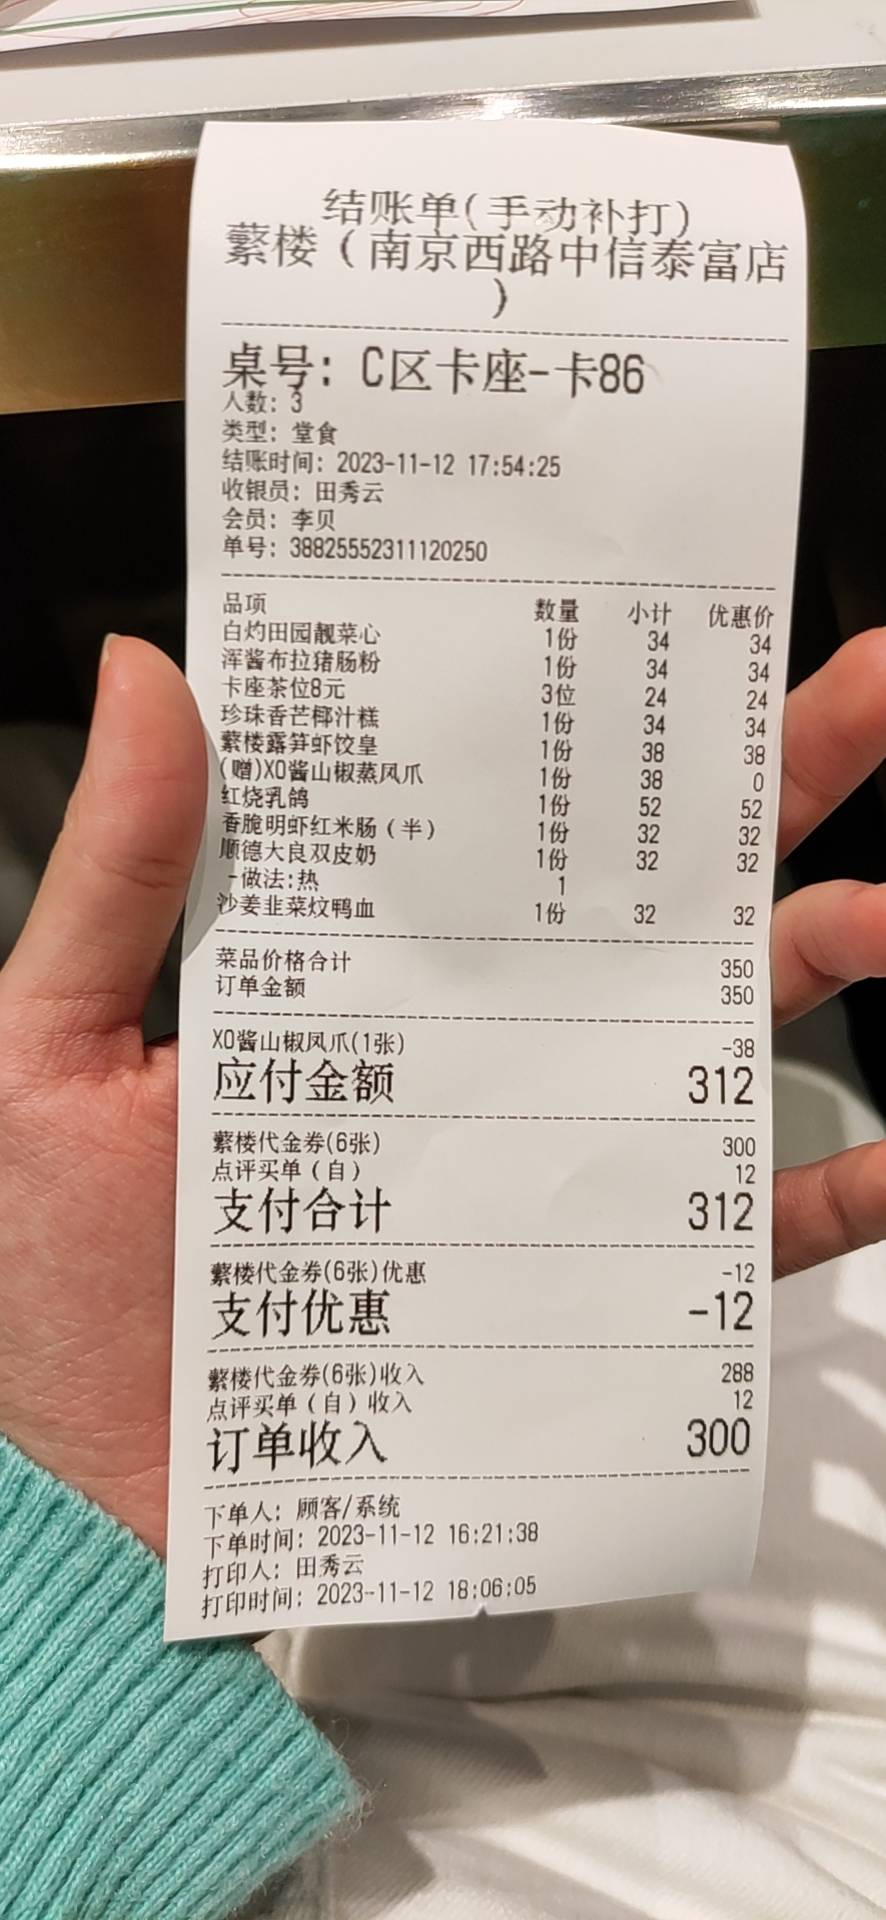 结账单(手动补打)
蘩楼（南京西路中信泰富店
）
桌号：C区卡座-卡86
人数：3
类型：堂食
结账时间：2023-11-12 17:54:25
收银员：田秀云
会员：李贝
单号：38825552311120250
品项 数量 小计 优惠价
白灼田园靓菜心 1份 34 34
浑酱布拉猪肠粉 1份 34 34
卡座茶位8元 3位 24 24
珍珠香芒椰汁糕 1份 34 34
蘩楼露笋虾饺皇 1份 38 38
(赠)XO酱山椒蒸凤爪 1份 38 0
红烧乳鸽 1份 52 52
香脆明虾红米肠（半） 1份 32 32
顺德大良双皮奶 1份 32 32
-做法:热 1
沙姜韭菜炆鸭血 1份 32 32
菜品价格合计 350
订单金额 350
XO酱山椒凤爪(1张) -38
应付金额 312
蘩楼代金券(6张) 300
点评买单（自） 12
支付合计 312
蘩楼代金券(6张)优惠 -12
支付优惠 -12
蘩楼代金券(6张)收入 288
点评买单（自）收入 12
订单收入 300
下单人：顾客/系统
下单时间：2023-11-12 16:21:38
打印人：田秀云
打印时间：2023-11-12 18:06:05